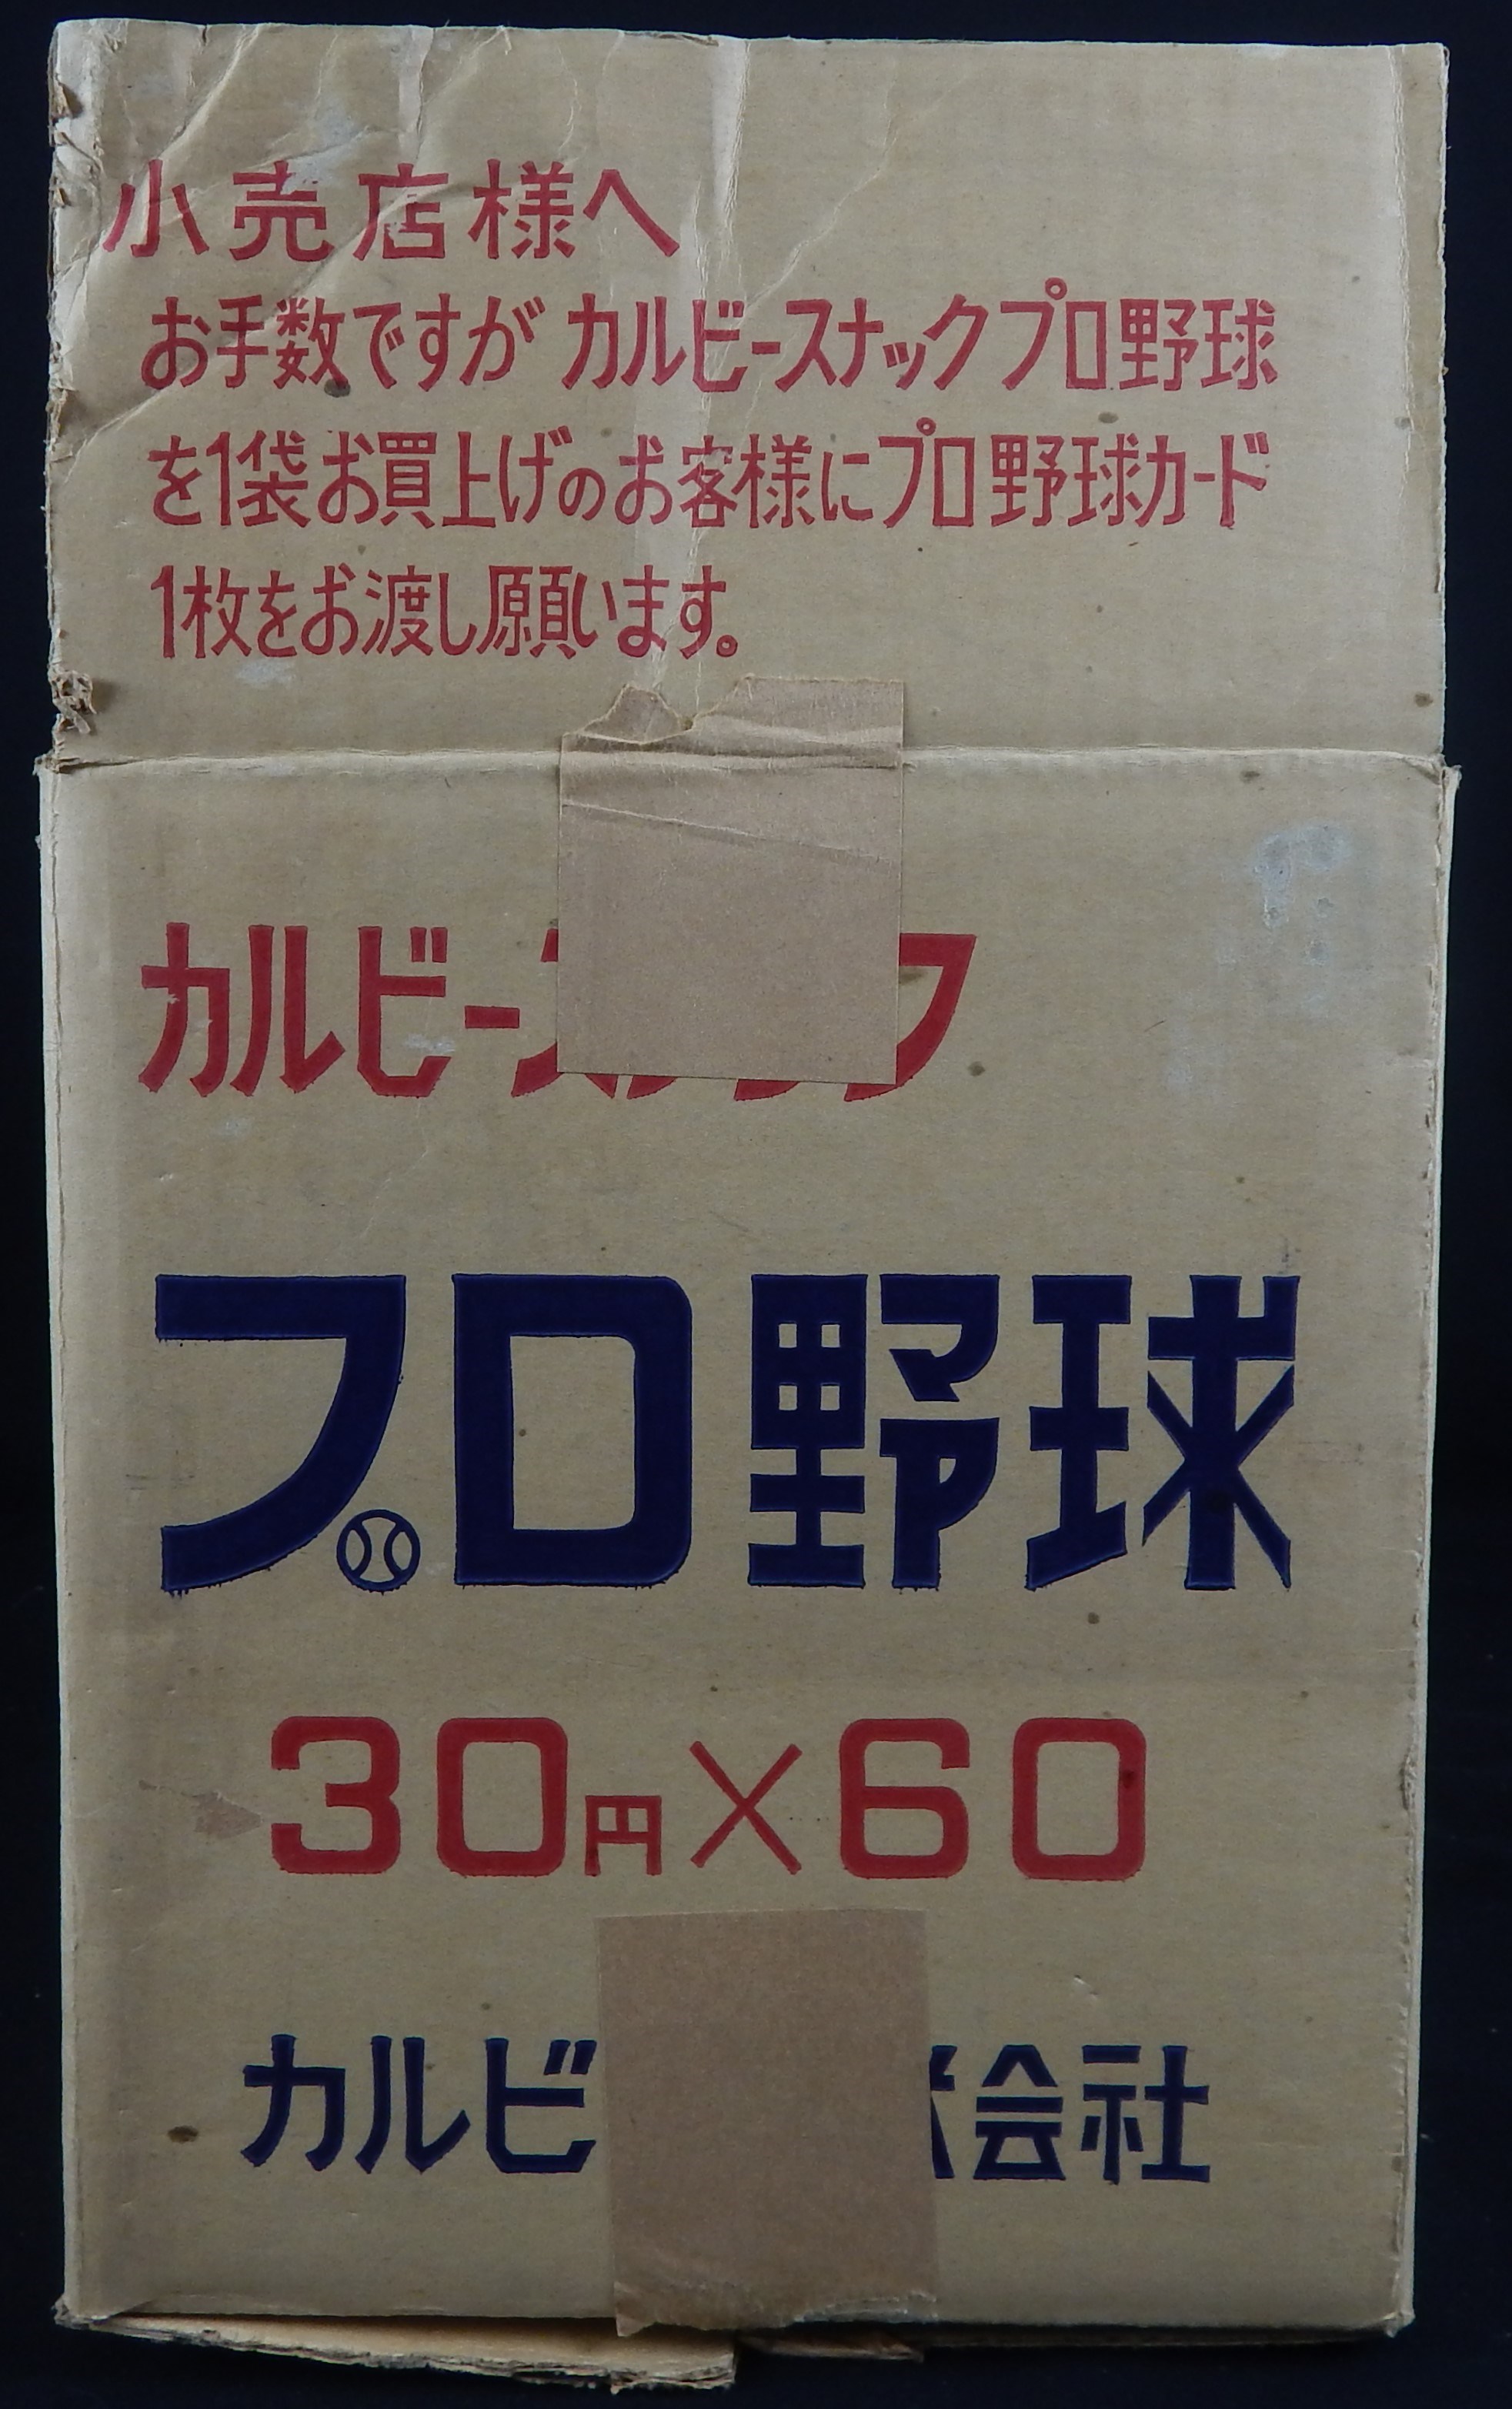 小売店様へ
お手数ですがカルビースナックプロ野球
を1袋お買上げのお客様にプロ野球カード
1枚をお渡し願います。
カルビー
プロ野球
30円×60
カルビ
会社